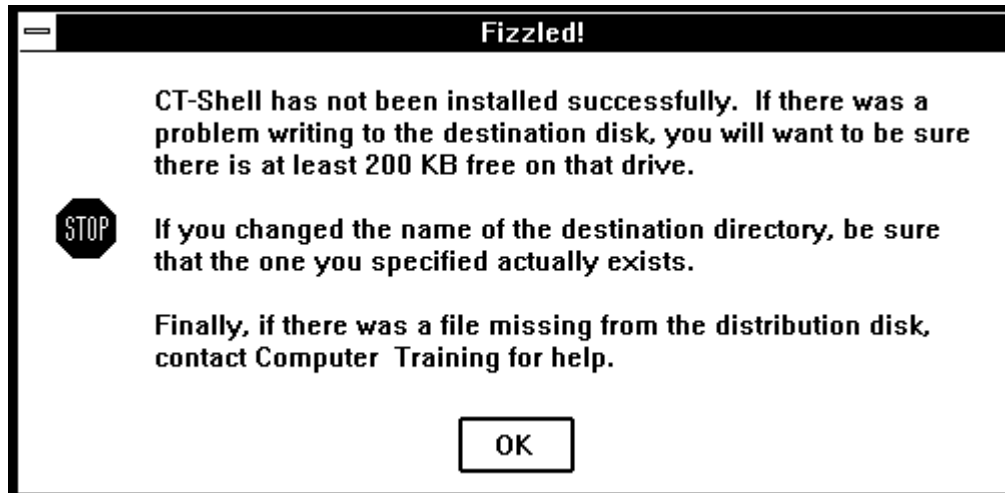 Fizzled!
CT-Shell has not been installed successfully.  If there was a
problem writing to the destination disk, you will want to be sure
there is at least 200 KB free on that drive.
STOP
If you changed the name of the destination directory, be sure
that the one you specified actually exists.
Finally, if there was a file missing from the distribution disk,
contact Computer  Training for help.
OK